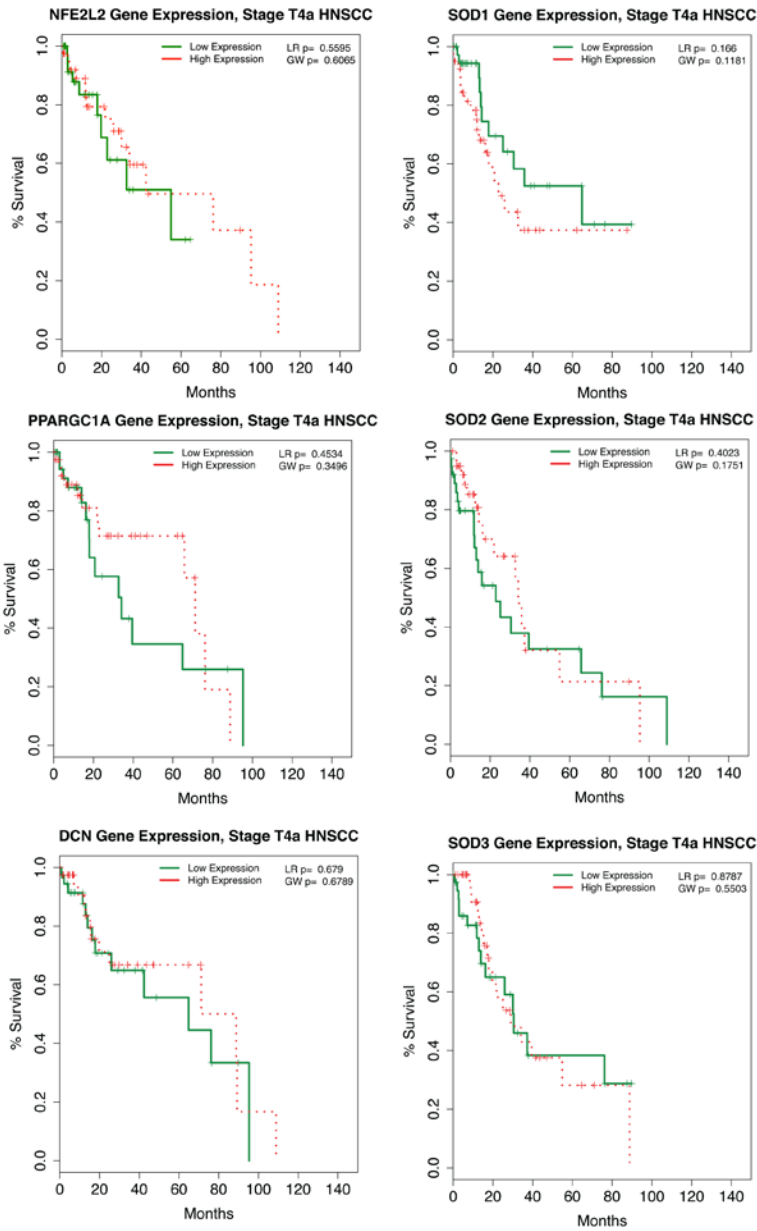 NFE2L2 Gene Expression, Stage T4a HNSCC
Low Expression LR p= 0.5595
High Expression GW p= 0.6065
% Survival
1.0
0.8
0.6
0.4
0.2
0.0
0 20 40 60 80 100 120 140
Months
SOD1 Gene Expression, Stage T4a HNSCC
Low Expression LR p= 0.166
High Expression GW p= 0.1181
% Survival
1.0
0.8
0.6
0.4
0.2
0.0
0 20 40 60 80 100 120 140
Months
PPARGC1A Gene Expression, Stage T4a HNSCC
Low Expression LR p= 0.4534
High Expression GW p= 0.3496
% Survival
1.0
0.8
0.6
0.4
0.2
0.0
0 20 40 60 80 100 120 140
Months
SOD2 Gene Expression, Stage T4a HNSCC
Low Expression LR p= 0.4023
High Expression GW p= 0.1751
% Survival
1.0
0.8
0.6
0.4
0.2
0.0
0 20 40 60 80 100 120 140
Months
DCN Gene Expression, Stage T4a HNSCC
Low Expression LR p= 0.679
High Expression GW p= 0.6789
% Survival
1.0
0.8
0.6
0.4
0.2
0.0
0 20 40 60 80 100 120 140
Months
SOD3 Gene Expression, Stage T4a HNSCC
Low Expression LR p= 0.8787
High Expression GW p= 0.5503
% Survival
1.0
0.8
0.6
0.4
0.2
0.0
0 20 40 60 80 100 120 140
Months